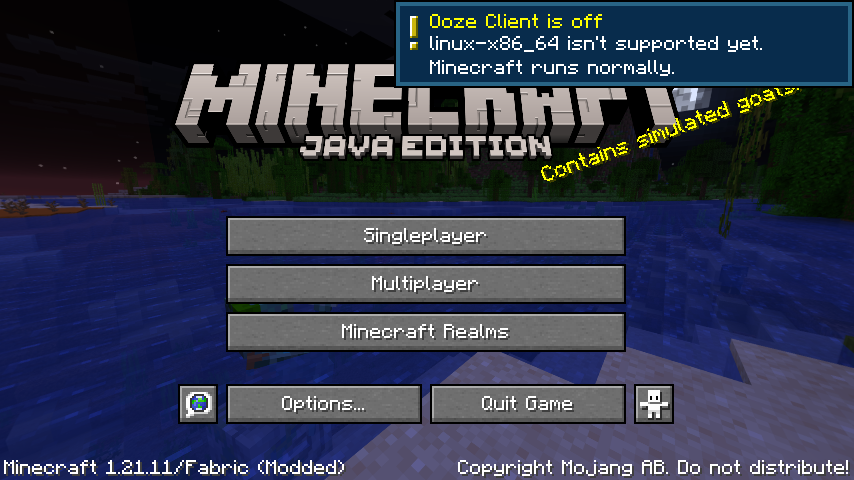 Ooze Client is off
linux-x86_64 isn't supported yet.
Minecraft runs normally.
MINECRAFT
JAVA EDITION
Contains simulated goats!
Singleplayer
Multiplayer
Minecraft Realms
Options...
Quit Game
Minecraft 1.21.11/Fabric (Modded)
Copyright Mojang AB. Do not distribute!